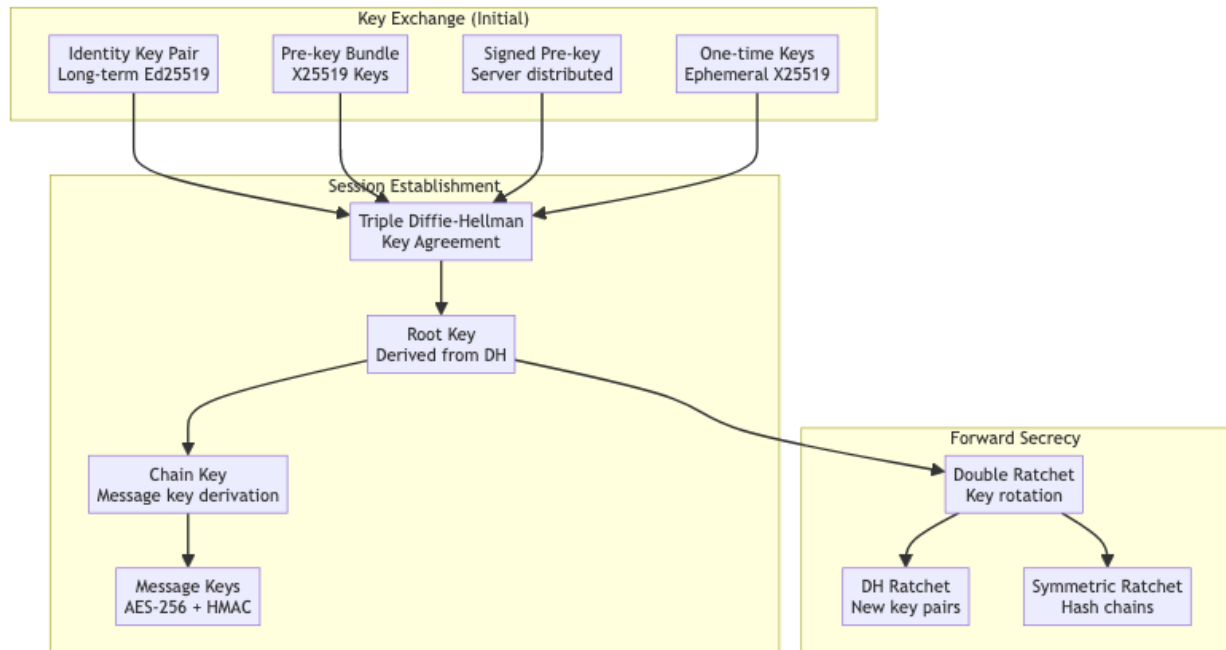 Key Exchange (Initial)
Identity Key Pair
Long-term Ed25519
Pre-key Bundle
X25519 Keys
Signed Pre-key
Server distributed
One-time Keys
Ephemeral X25519
Session Establishment
Triple Diffie-Hellman
Key Agreement
Root Key
Derived from DH
Chain Key
Message key derivation
Message Keys
AES-256 + HMAC
Forward Secrecy
Double Ratchet
Key rotation
DH Ratchet
New key pairs
Symmetric Ratchet
Hash chains